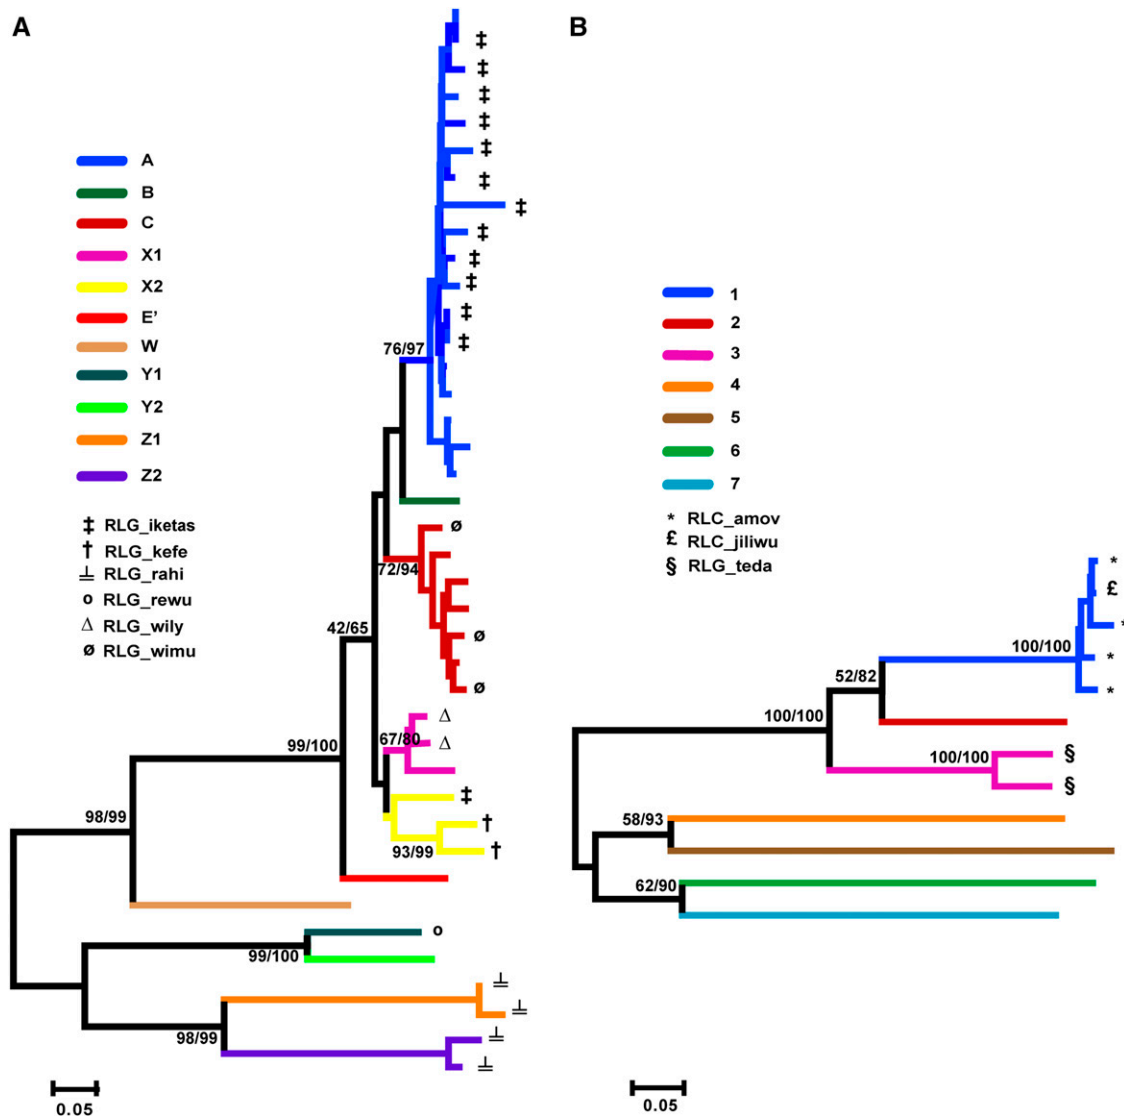 A
B
‡
‡
‡
‡
‡
‡
‡
‡
‡
‡
‡
‡
A
B
C
X1
X2
E’
W
Y1
Y2
Z1
Z2
‡ RLG_iketas
† RLG_kefe
╧ RLG_rahi
o RLG_rewu
Δ RLG_wily
ø RLG_wimu
76/97
ø
72/94
ø
ø
42/65
Δ
67/80
Δ
99/100
‡
†
93/99
†
98/99
o
99/100
╧
╧
98/99
╧
╧
0.05
1
2
3
4
5
6
7
* RLC_amov
£ RLC_jiliwu
§ RLG_teda
*
£
*
100/100
*
52/82
*
100/100
100/100
§
§
58/93
62/90
0.05